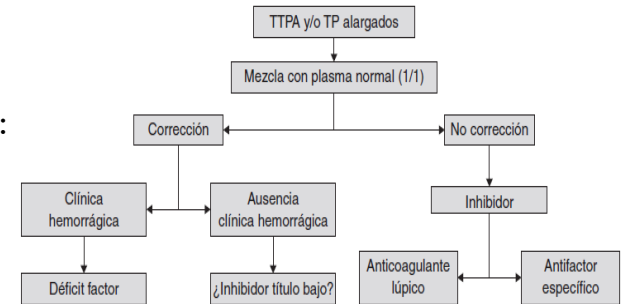 TTPA y/o TP alargados
Mezcla con plasma normal (1/1)
:
Corrección
No corrección
Clínica
hemorrágica
Ausencia
clínica hemorrágica
Inhibidor
Déficit factor
¿Inhibidor título bajo?
Anticoagulante
lúpico
Antifactor
específico